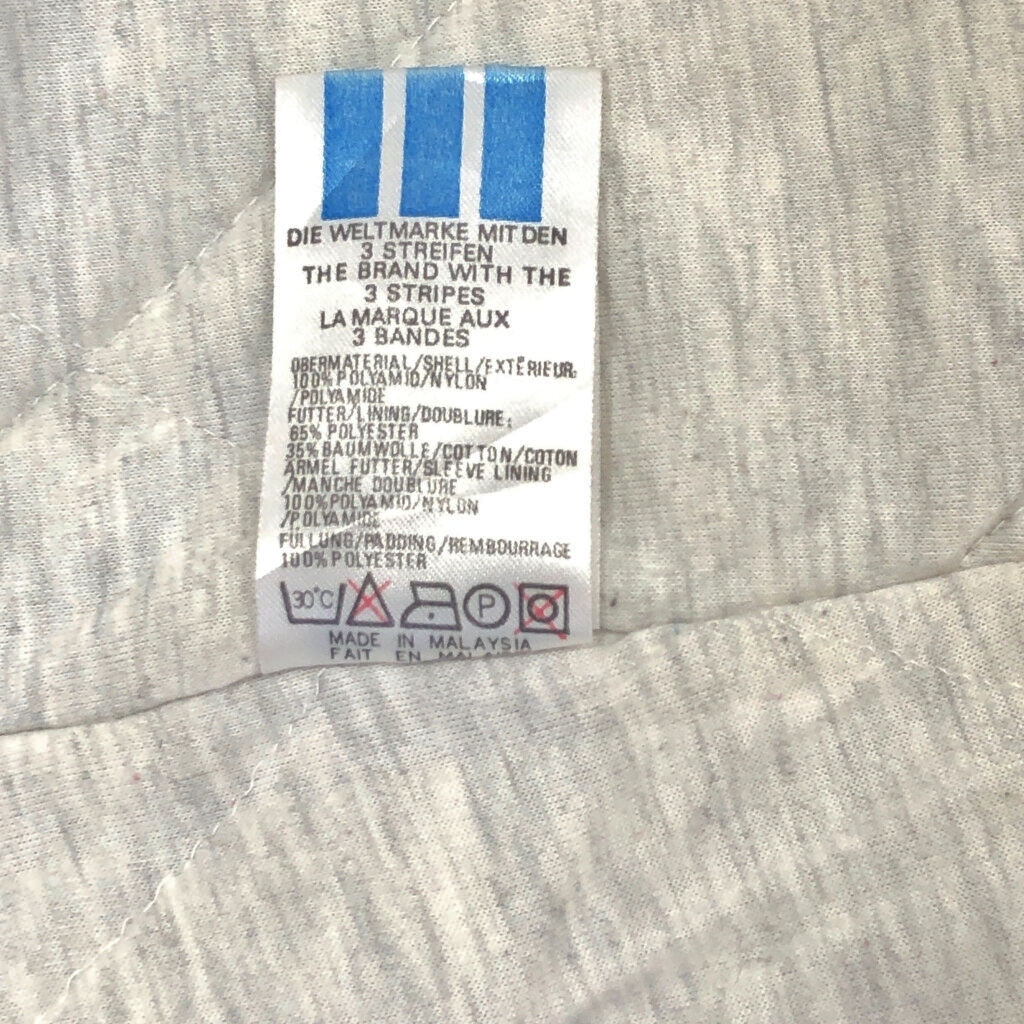 DIE WELTMARKE MIT DEN
3 STREIFEN
THE BRAND WITH THE
3 STRIPES
LA MARQUE AUX
3 BANDES
OBERMATERIAL/SHELL/EXTERIEUR:
100% POLYAMID/NYLON
/POLYAMIDE
FUTTER/LINING/DOUBLURE:
65% POLYESTER
35% BAUMWOLLE/COTTON/COTON
ARMEL FUTTER/SLEEVE LINING
/MANCHE DOUBLURE
100% POLYAMID/NYLON
/POLYAMIDE
FÜLLUNG/PADDING/REMBOURRAGE
100% POLYESTER
30°C P
MADE IN MALAYSIA
FAIT EN